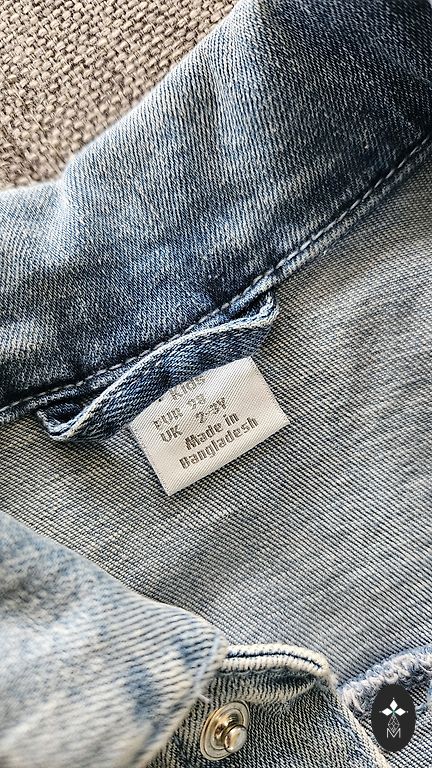 Kids
EUR 98
UK 2-3Y
Made in
Bangladesh
M